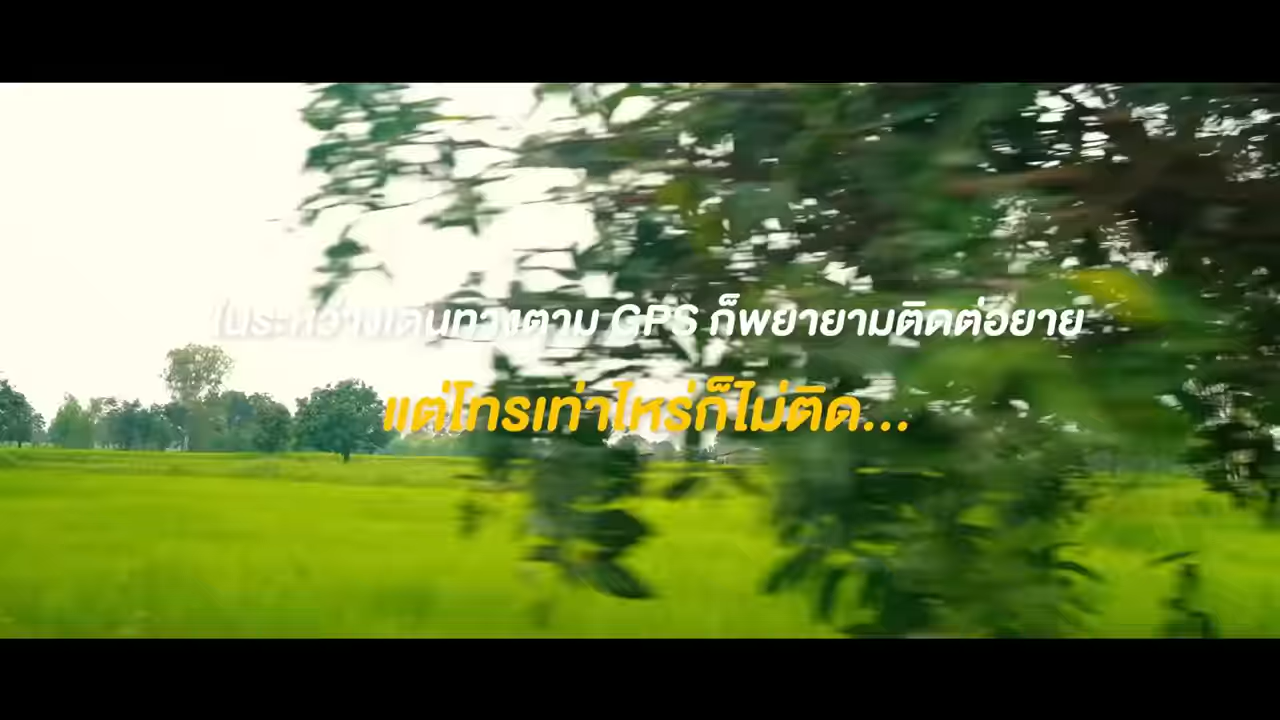 ในระหว่างเดินทางตาม GPS ก็พยายามติดต่อยาย
แต่โทรเท่าไหร่ก็ไม่ติด...